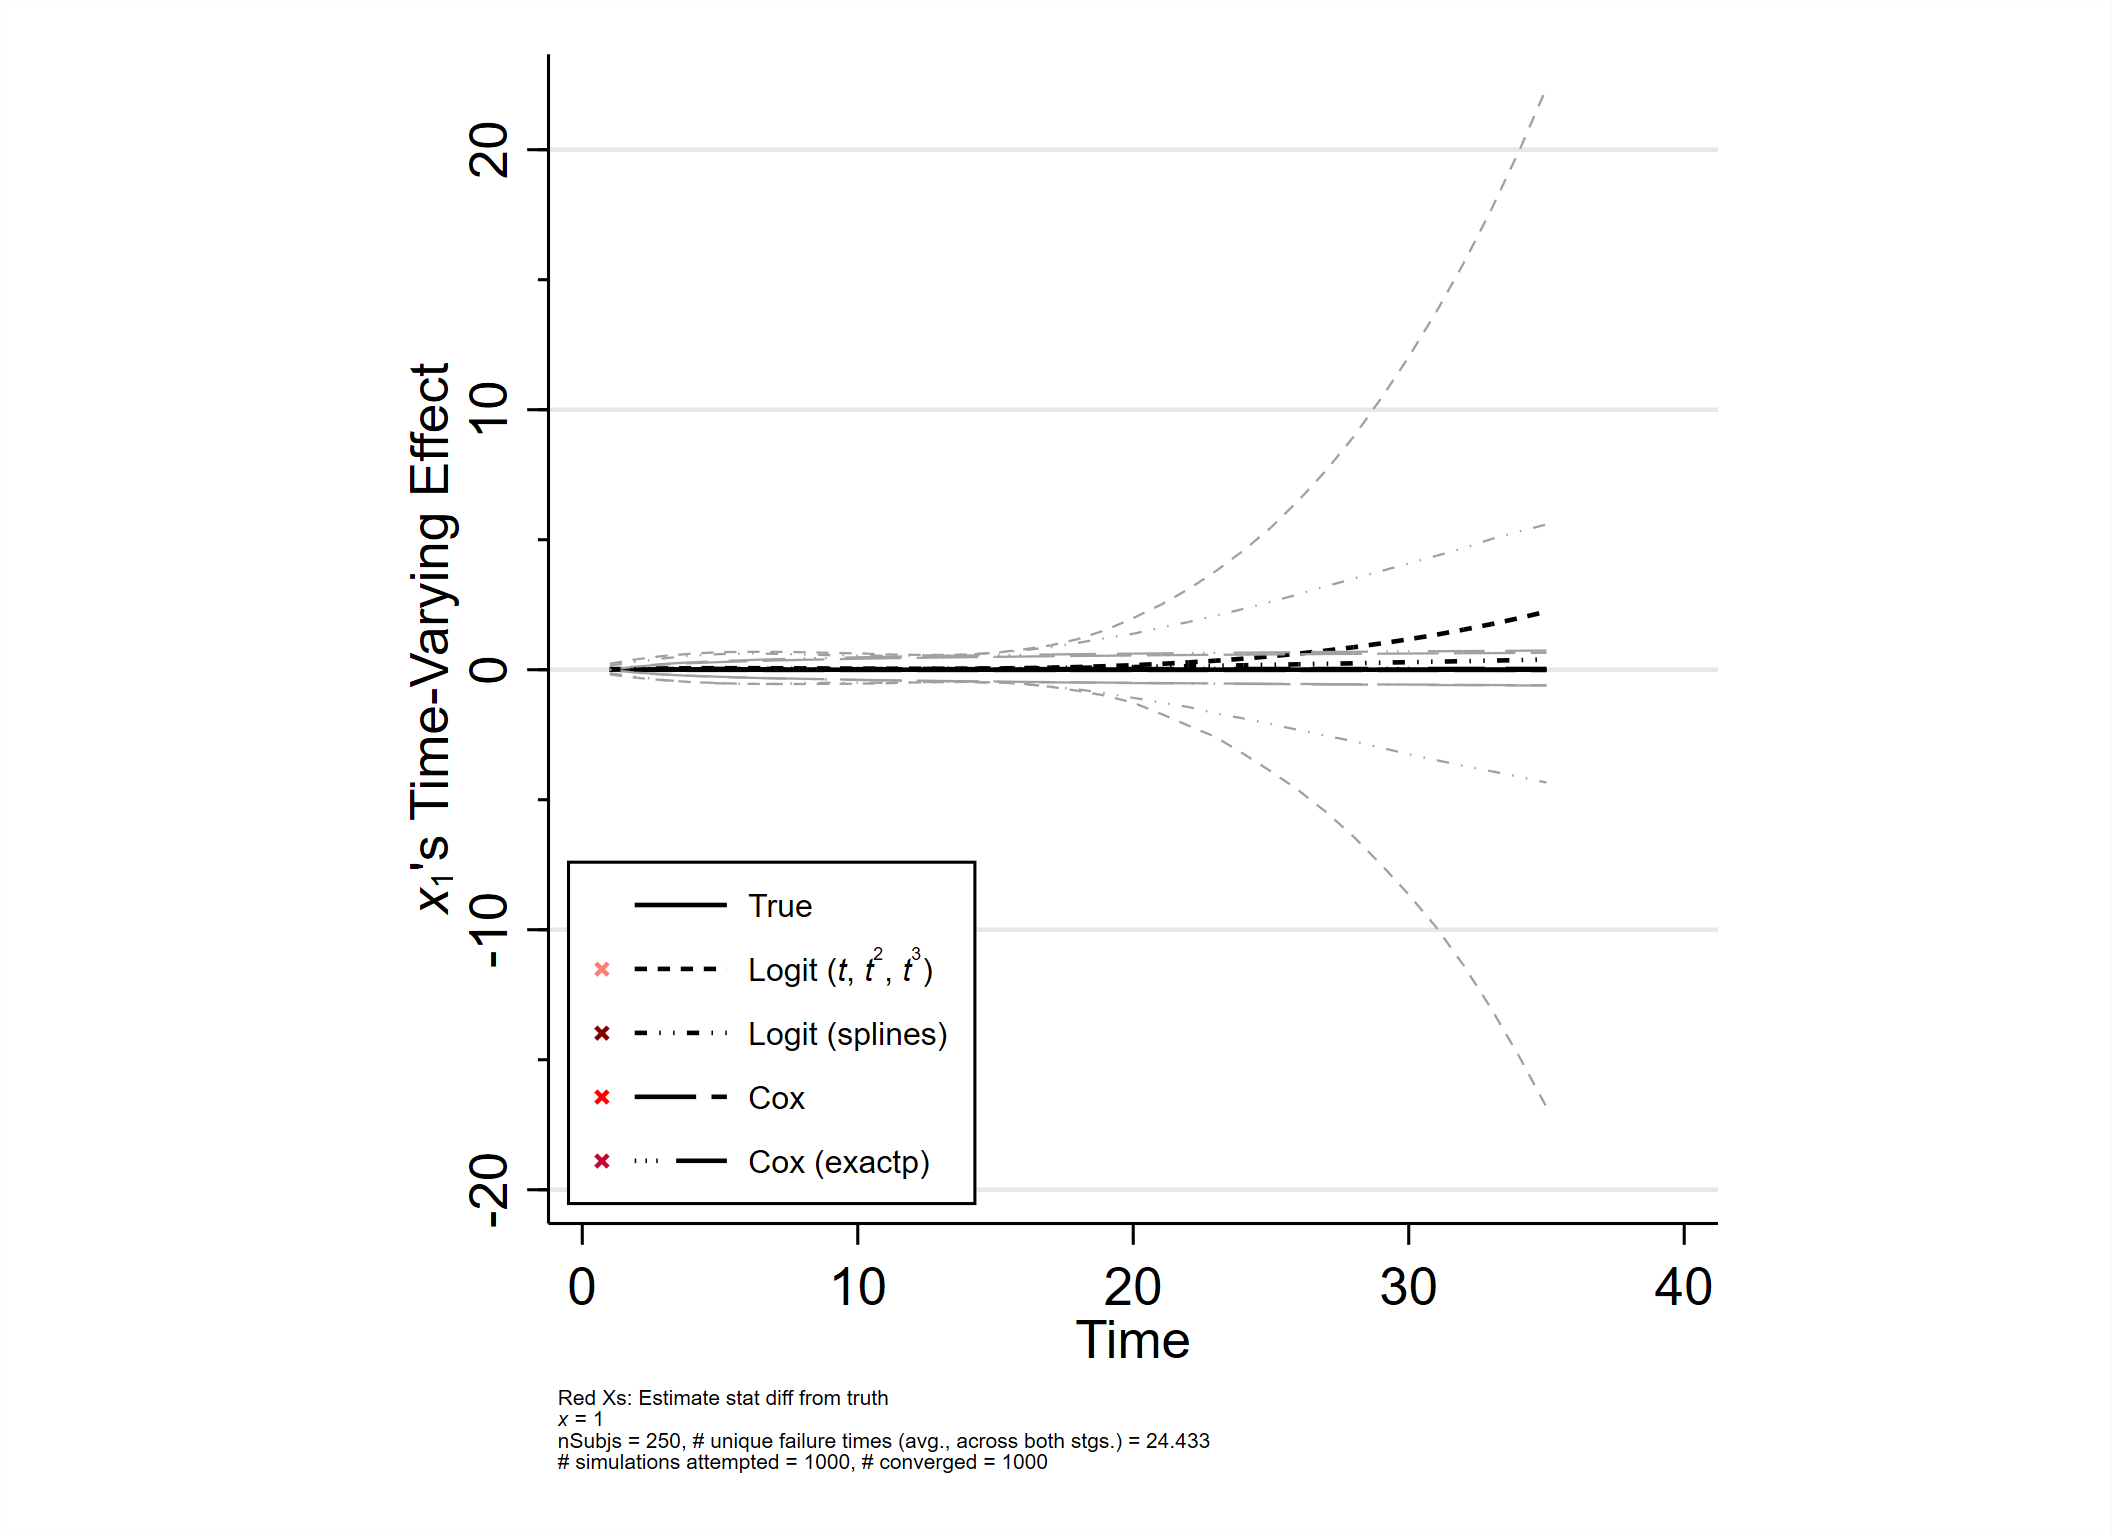 x₁'s Time-Varying Effect
20
10
0
-10
-20
True
Logit (t, t², t³)
Logit (splines)
Cox
Cox (exactp)
0 10 20 30 40
Time
Red Xs: Estimate stat diff from truth
x = 1
nSubjs = 250, # unique failure times (avg., across both stgs.) = 24.433
# simulations attempted = 1000, # converged = 1000